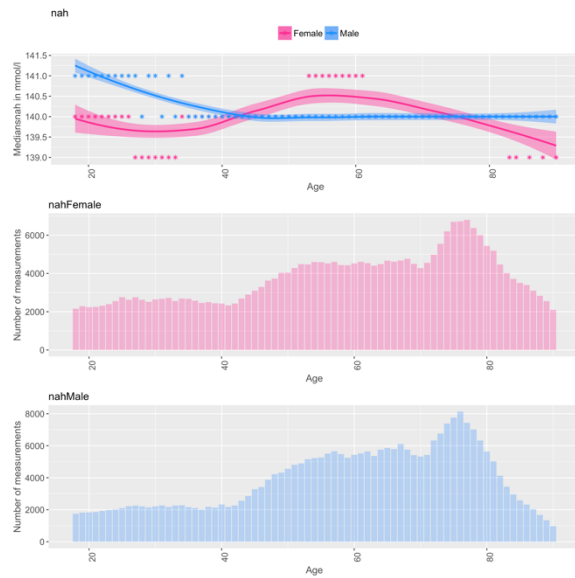 nah
Female Male
Mediansnah in mmol/l
141.5
141.0
140.5
140.0
139.5
139.0
20 40 60 80
Age
nahFemale
Number of measurements
6000
4000
2000
0
20 40 60 80
Age
nahMale
Number of measurements
8000
6000
4000
2000
0
20 40 60 80
Age